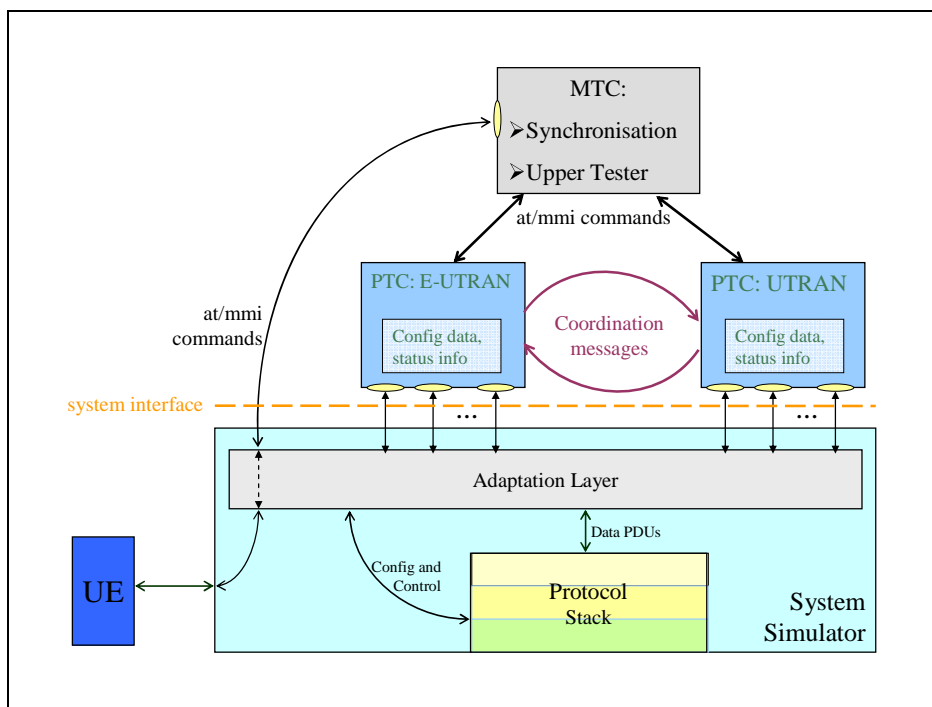 MTC:
➢Synchronisation
➢Upper Tester
at/mmi commands
PTC: E-UTRAN
PTC: UTRAN
Config data,
status info
Coordination
messages
Config data,
status info
at/mmi
commands
system interface
...
...
Adaptation Layer
Data PDUs
Config and
Control
Protocol
Stack
UE
System
Simulator